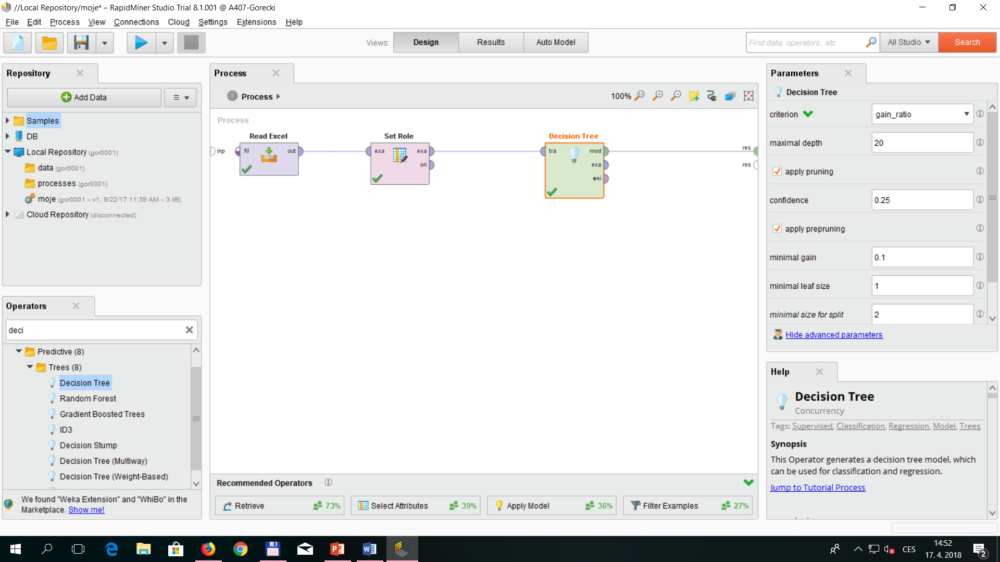 //Local Repository/moje* – RapidMiner Studio Trial 8.1.001 @ A407-Gorecki
File Edit Process View Connections Cloud Settings Extensions Help
Views: Design Results Auto Model
Find data, operators...etc All Studio Search
Repository
Add Data
Samples
DB
Local Repository (gor0001)
data (gor0001)
processes (gor0001)
moje (gor0001 - v1, 9/22/17 11:39 AM - 3 kB)
Cloud Repository (disconnected)
Operators
deci
Predictive (8)
Trees (8)
Decision Tree
Random Forest
Gradient Boosted Trees
ID3
Decision Stump
Decision Tree (Multiway)
Decision Tree (Weight-Based)
We found "Weka Extension" and "WhiBo" in the
Marketplace. Show me!
Process
Process
100%
Process
Read Excel
inp fil out
Set Role
exa exa
ori
Decision Tree
tra mod
exa
wei
res
res
Recommended Operators
Retrieve 73%
Select Attributes 39%
Apply Model 36%
Filter Examples 27%
Parameters
Decision Tree
criterion gain_ratio
maximal depth 20
apply pruning
confidence 0.25
apply prepruning
minimal gain 0.1
minimal leaf size 1
minimal size for split 2
Hide advanced parameters
Help
Decision Tree
Concurrency
Tags: Supervised, Classification, Regression, Model, Trees
Synopsis
This Operator generates a decision tree model, which
can be used for classification and regression.
Jump to Tutorial Process
CES
14:52
17. 4. 2018
2